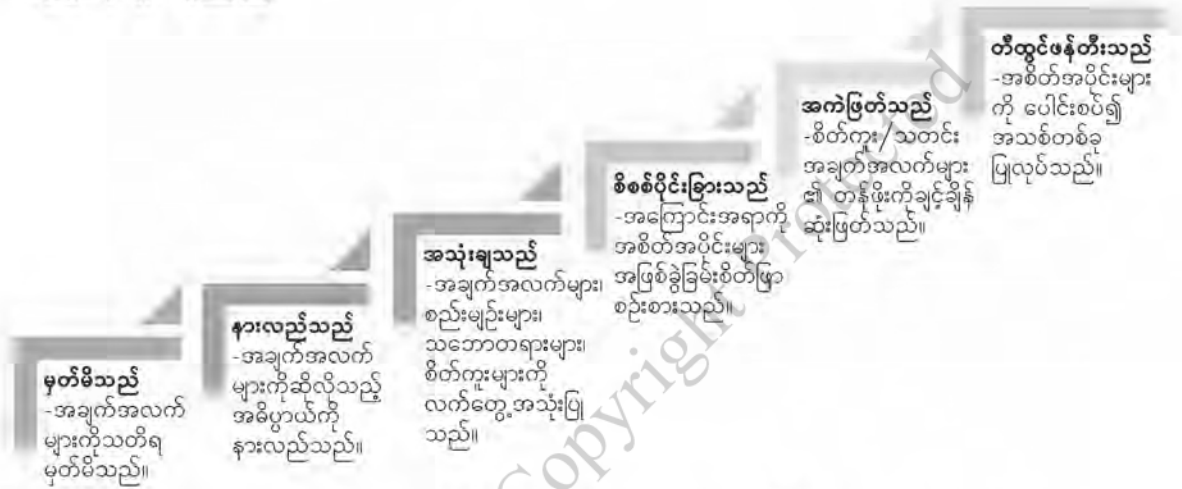 မှတ်မိသည်
-အချက်အလက်
များကိုသတိရ
မှတ်မိသည်။
နားလည်သည်
-အချက်အလက်
များကိုဆိုလိုသည့်
အဓိပ္ပာယ်ကို
နားလည်သည်။
အသုံးချသည်
-အချက်အလက်များ၊
စည်းမျဉ်းများ၊
သဘောတရားများ၊
စိတ်ကူးများကို
လက်တွေ့အသုံးပြု
သည်။
စိစစ်ပိုင်းခြားသည်
-အကြောင်းအရာကို
အစိတ်အပိုင်းများ
အဖြစ်ခွဲခြမ်းစိတ်ဖြာ
စဉ်းစားသည်။
အကဲဖြတ်သည်
-စိတ်ကူး/သတင်း
အချက်အလက်များ
၏ တန်ဖိုးကိုချင့်ချိန်
ဆုံးဖြတ်သည်။
တီထွင်ဖန်တီးသည်
-အစိတ်အပိုင်းများ
ကို ပေါင်းစပ်၍
အသစ်တစ်ခု
ပြုလုပ်သည်။
Copyright Protected